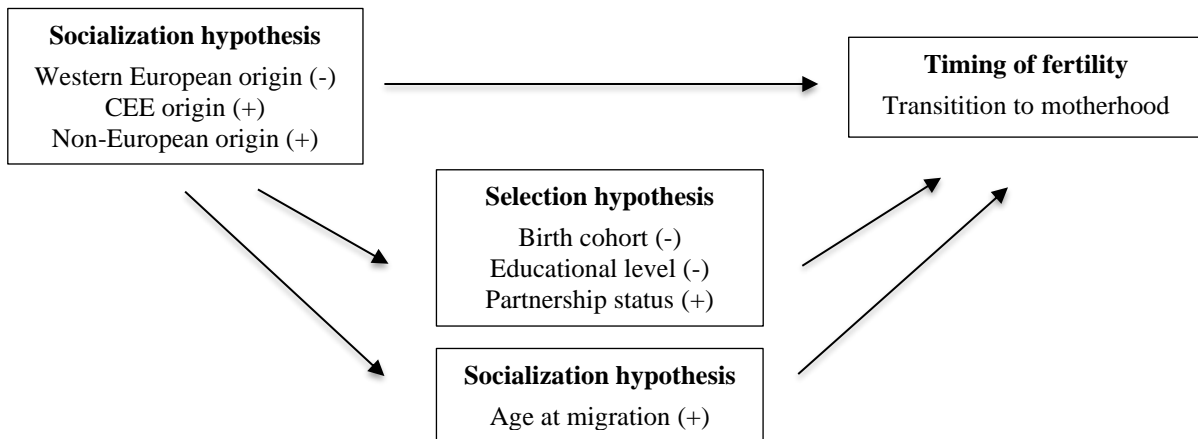 Socialization hypothesis
Western European origin (-)
CEE origin (+)
Non-European origin (+)
Timing of fertility
Transitition to motherhood
Selection hypothesis
Birth cohort (-)
Educational level (-)
Partnership status (+)
Socialization hypothesis
Age at migration (+)